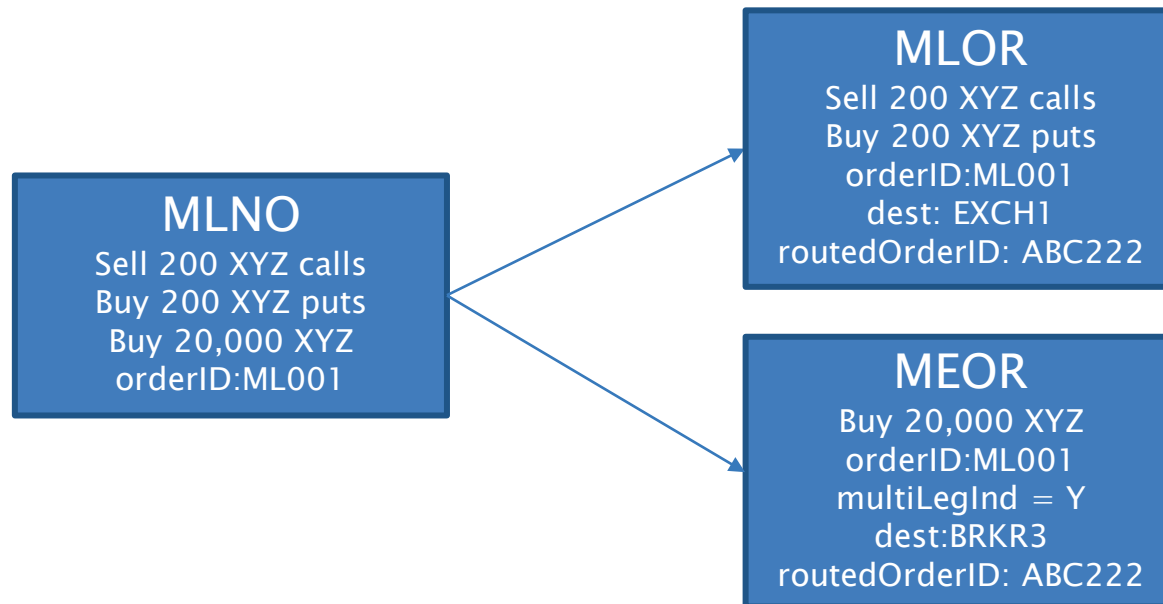 MLNO
Sell 200 XYZ calls
Buy 200 XYZ puts
Buy 20,000 XYZ
orderID:ML001
MLOR
Sell 200 XYZ calls
Buy 200 XYZ puts
orderID:ML001
dest: EXCH1
routedOrderID: ABC222
MEOR
Buy 20,000 XYZ
orderID:ML001
multiLegInd = Y
dest:BRKR3
routedOrderID: ABC222